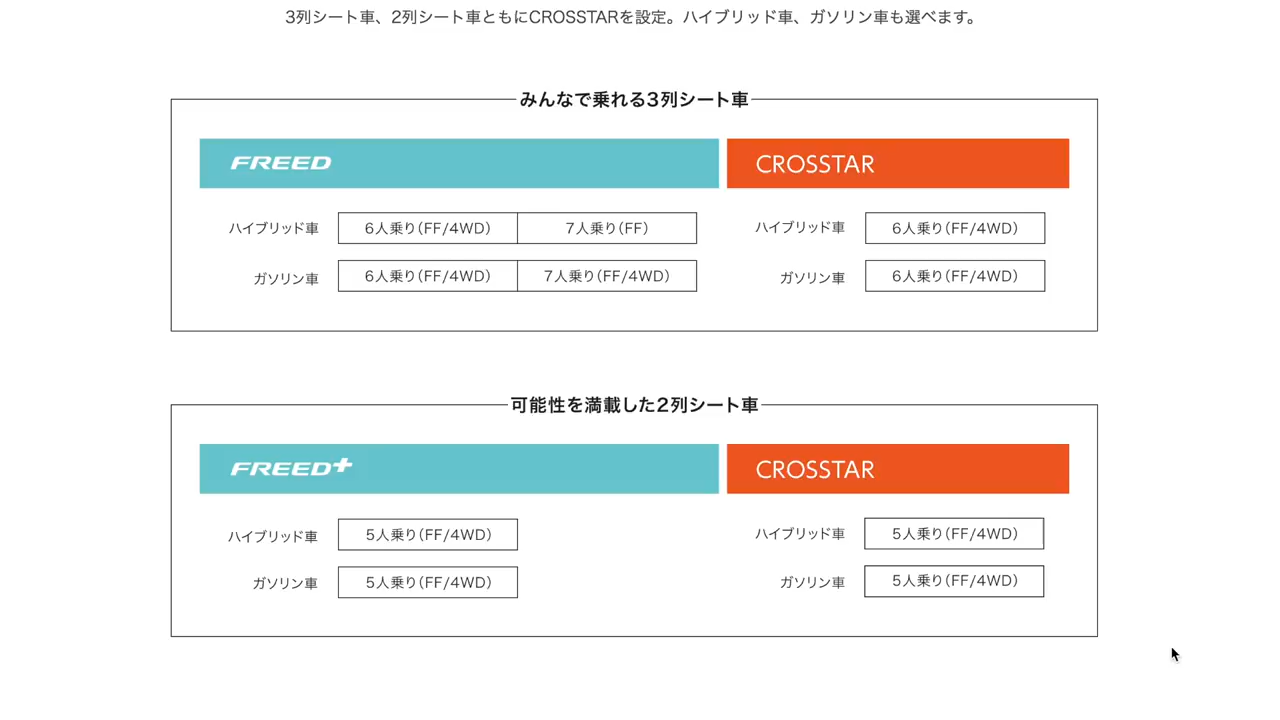 3列シート車、2列シート車ともにCROSSTARを設定。ハイブリッド車、ガソリン車も選べます。
みんなで乗れる3列シート車
FREED
CROSSTAR
ハイブリッド車 6人乗り(FF/4WD) 7人乗り(FF)
ハイブリッド車 6人乗り(FF/4WD)
ガソリン車 6人乗り(FF/4WD) 7人乗り(FF/4WD)
ガソリン車 6人乗り(FF/4WD)
可能性を満載した2列シート車
FREED+
CROSSTAR
ハイブリッド車 5人乗り(FF/4WD)
ハイブリッド車 5人乗り(FF/4WD)
ガソリン車 5人乗り(FF/4WD)
ガソリン車 5人乗り(FF/4WD)